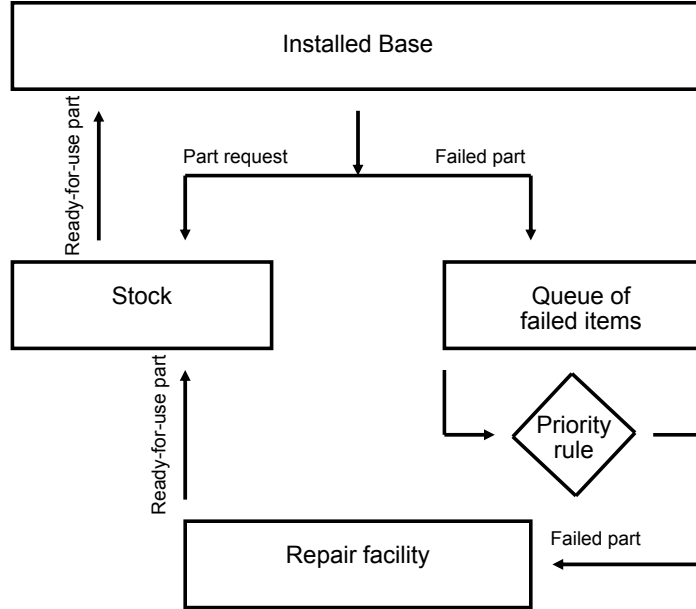 Installed Base
Ready-for-use part
Part request
Failed part
Stock
Queue of
failed items
Ready-for-use part
Priority
rule
Repair facility
Failed part